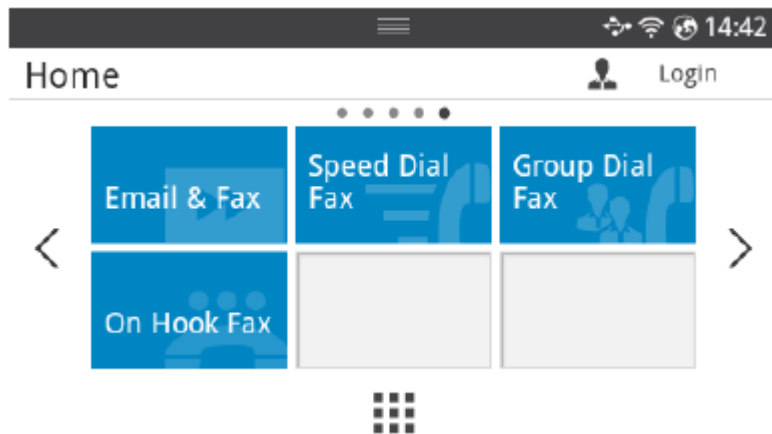 14:42
Home
Login
Email & Fax
Speed Dial
Fax
Group Dial
Fax
On Hook Fax